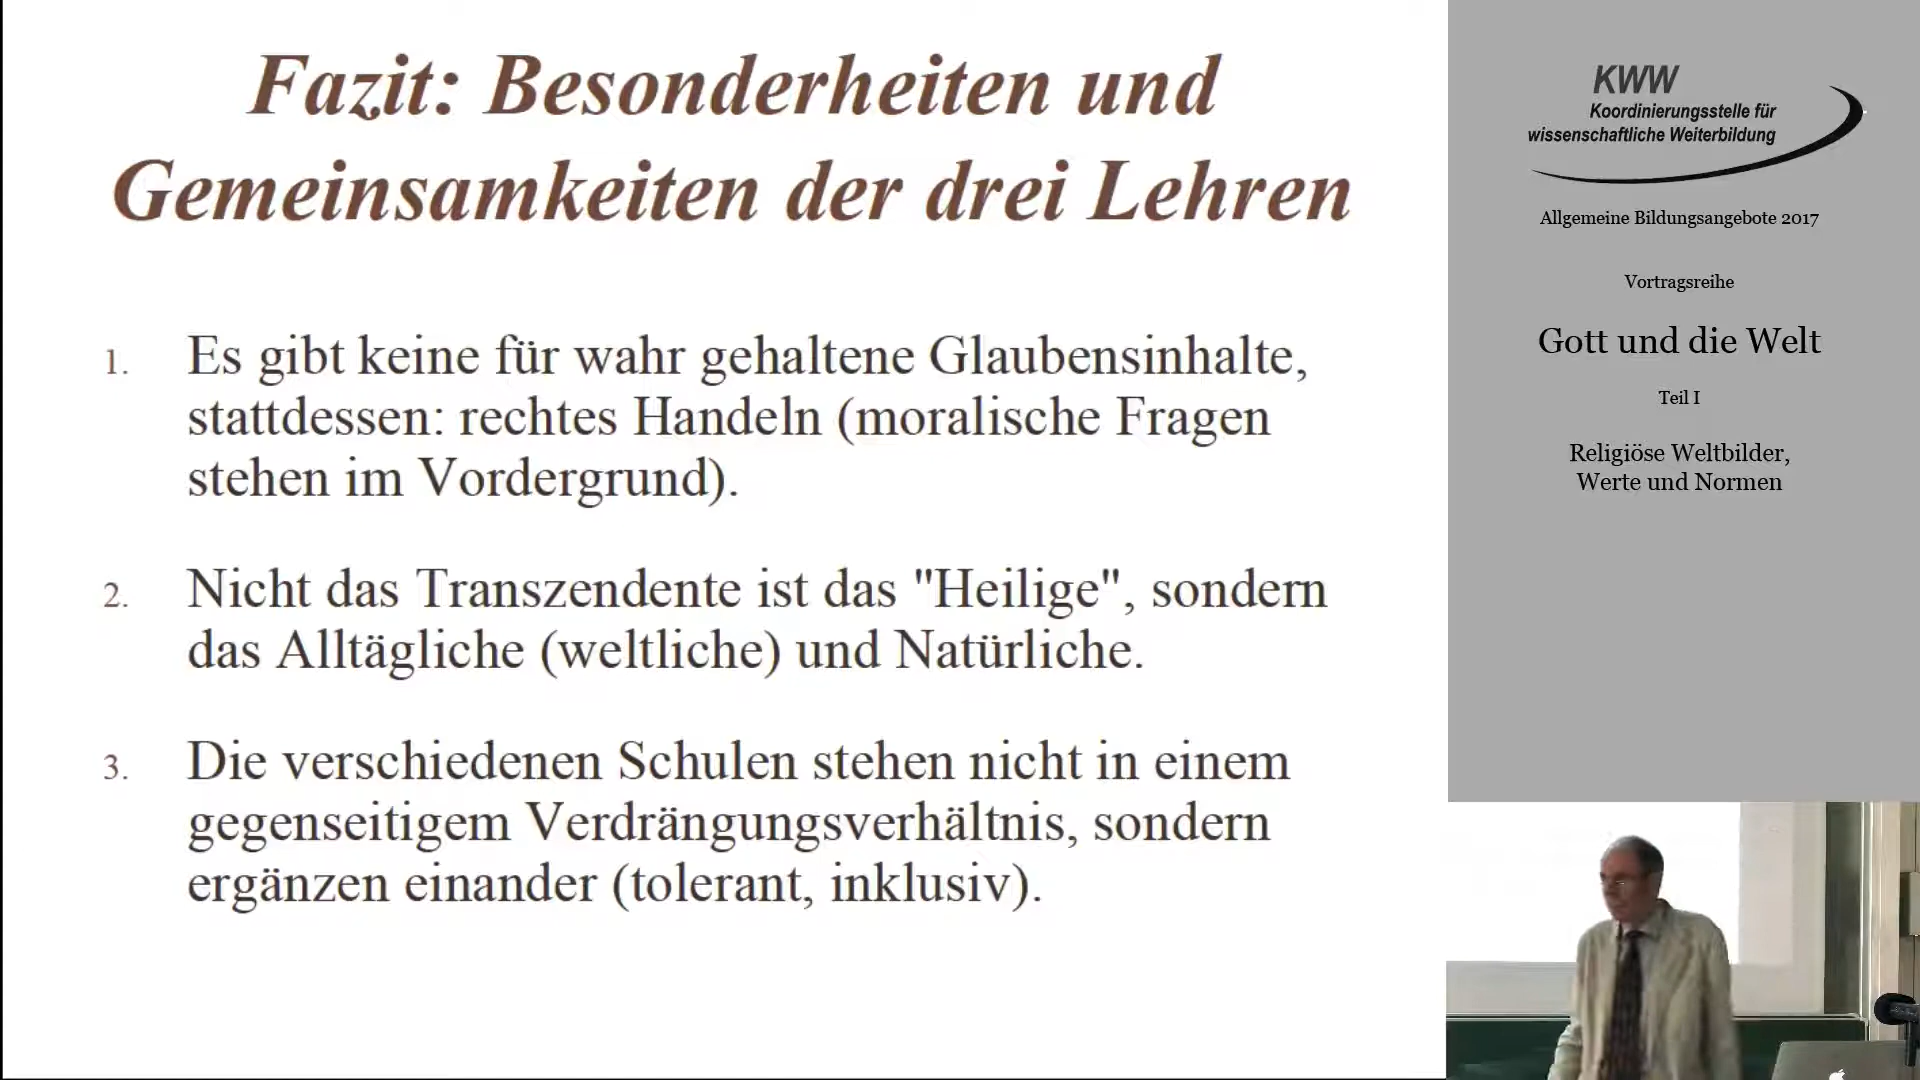 Fazit: Besonderheiten und
Gemeinsamkeiten der drei Lehren
1. Es gibt keine für wahr gehaltene Glaubensinhalte,
stattdessen: rechtes Handeln (moralische Fragen
stehen im Vordergrund).
2. Nicht das Transzendente ist das "Heilige", sondern
das Alltägliche (weltliche) und Natürliche.
3. Die verschiedenen Schulen stehen nicht in einem
gegenseitigem Verdrängungsverhältnis, sondern
ergänzen einander (tolerant, inklusiv).
KWW
Koordinierungsstelle für
wissenschaftliche Weiterbildung
Allgemeine Bildungsangebote 2017
Vortragsreihe
Gott und die Welt
Teil I
Religiöse Weltbilder,
Werte und Normen